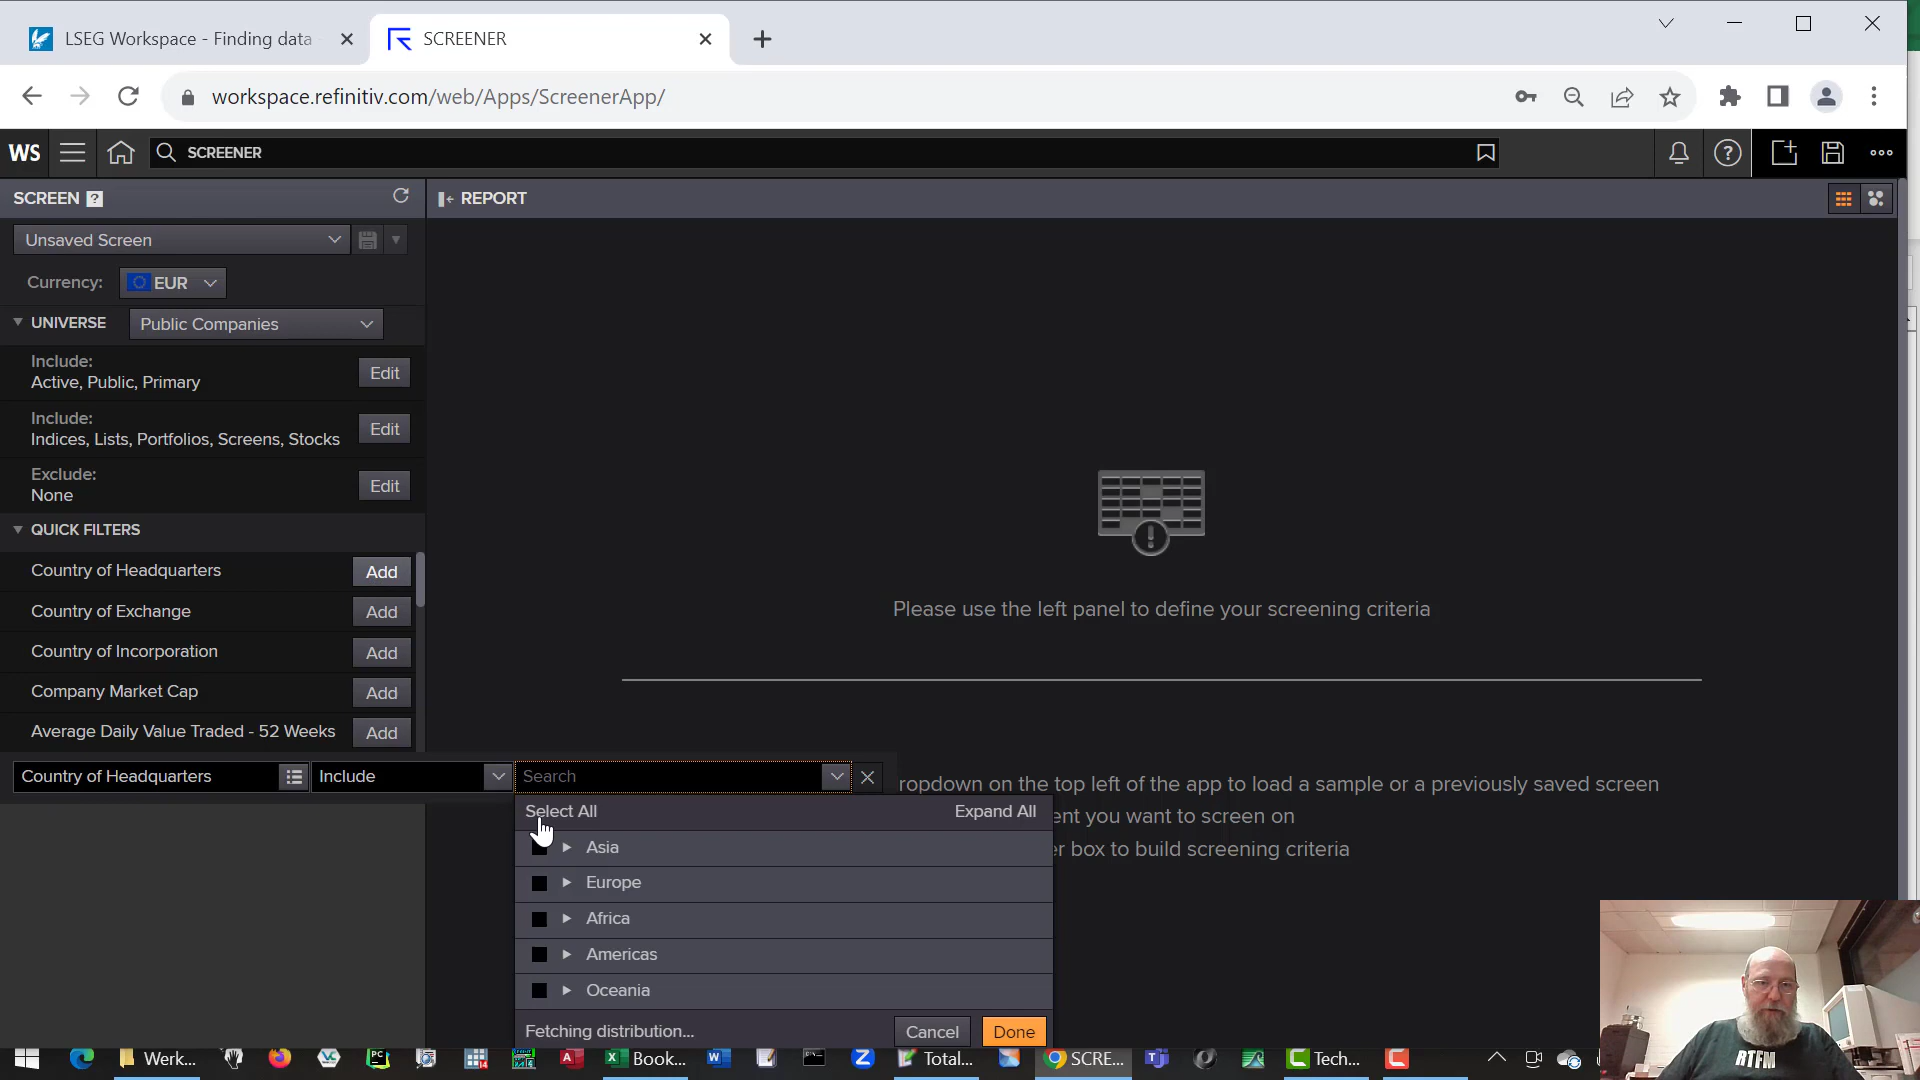 LSEG Workspace - Finding data
SCREENER
workspace.refinitiv.com/web/Apps/ScreenerApp/
WS
SCREENER
SCREEN ?
REPORT
Unsaved Screen
Currency:
EUR
UNIVERSE
Public Companies
Include:
Active, Public, Primary
Edit
Include:
Indices, Lists, Portfolios, Screens, Stocks
Edit
Exclude:
None
Edit
QUICK FILTERS
Country of Headquarters
Add
Country of Exchange
Add
Country of Incorporation
Add
Company Market Cap
Add
Average Daily Value Traded - 52 Weeks
Add
Please use the left panel to define your screening criteria
Country of Headquarters
Include
Search
ropdown on the top left of the app to load a sample or a previously saved screen
Select All
Expand All
ent you want to screen on
Asia
er box to build screening criteria
Europe
Africa
Americas
Oceania
Fetching distribution...
Cancel
Done
RTFM
Werk...
Book...
Total...
SCRE...
Tech...